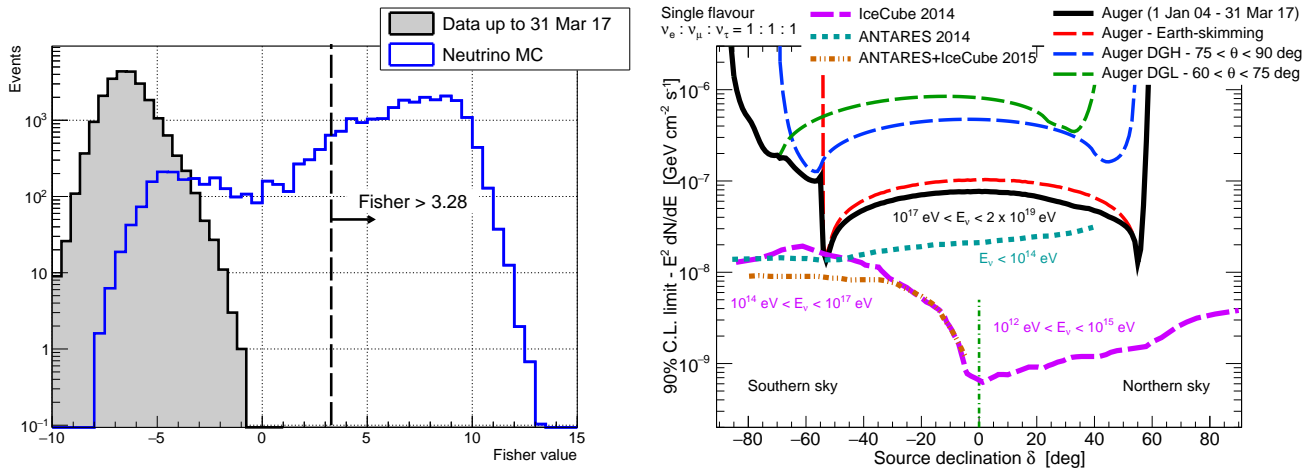 Data up to 31 Mar 17
Neutrino MC
Events
10³
10²
10
1
10⁻¹
Fisher > 3.28
−10 −5 0 5 10 15
Fisher value
Single flavour
νe : νμ : ντ = 1 : 1 : 1
IceCube 2014
ANTARES 2014
ANTARES+IceCube 2015
Auger (1 Jan 04 - 31 Mar 17)
Auger - Earth-skimming
Auger DGH - 75 < θ < 90 deg
Auger DGL - 60 < θ < 75 deg
90% C.L. limit - E² dN/dE [GeV cm⁻² s⁻¹]
10⁻⁶
10⁻⁷
10⁻⁸
10⁻⁹
10¹⁷ eV < Eν < 2 x 10¹⁹ eV
Eν < 10¹⁴ eV
10¹⁴ eV < Eν < 10¹⁷ eV
10¹² eV < Eν < 10¹⁵ eV
Southern sky
Northern sky
−80 −60 −40 −20 0 20 40 60 80
Source declination δ [deg]